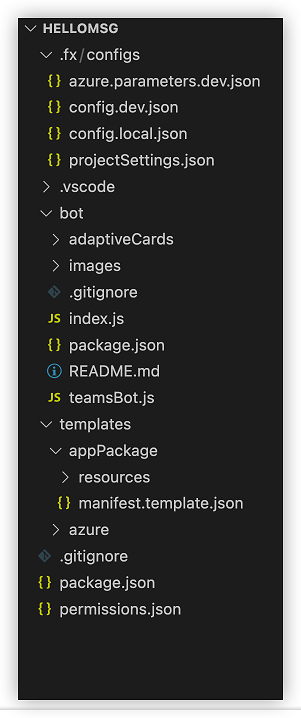 HELLOMSG
.fx/configs
{} azure.parameters.dev.json
{} config.dev.json
{} config.local.json
{} projectSettings.json
.vscode
bot
adaptiveCards
images
.gitignore
JS index.js
{} package.json
README.md
JS teamsBot.js
templates
appPackage
resources
{} manifest.template.json
azure
.gitignore
{} package.json
{} permissions.json